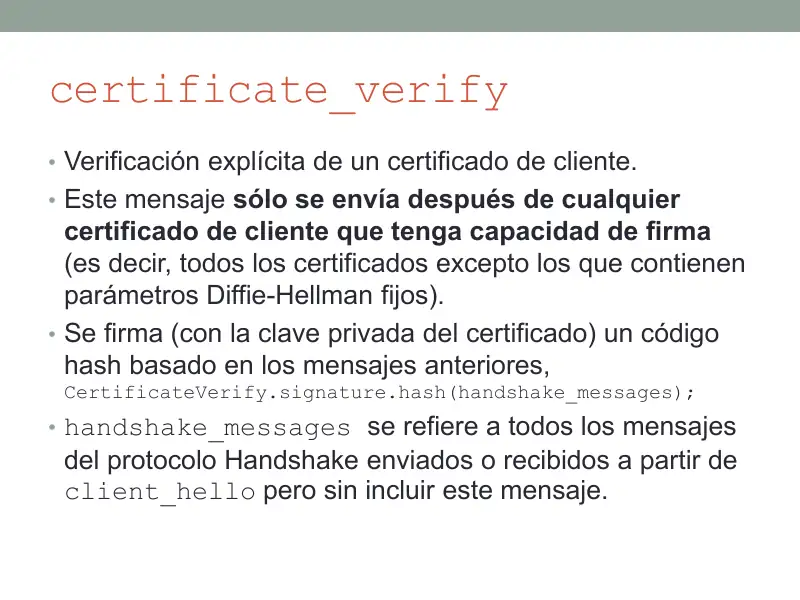 certificate_verify
• Verificación explícita de un certificado de cliente.
• Este mensaje sólo se envía después de cualquier
certificado de cliente que tenga capacidad de firma
(es decir, todos los certificados excepto los que contienen
parámetros Diffie-Hellman fijos).
• Se firma (con la clave privada del certificado) un código
hash basado en los mensajes anteriores,
CertificateVerify.signature.hash(handshake_messages);
• handshake_messages se refiere a todos los mensajes
del protocolo Handshake enviados o recibidos a partir de
client_hello pero sin incluir este mensaje.